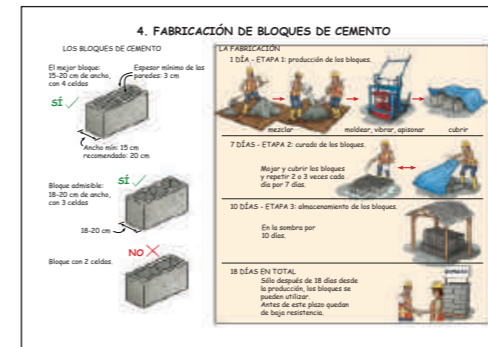 4. FABRICACIÓN DE BLOQUES DE CEMENTO
LOS BLOQUES DE CEMENTO
El mejor bloque:
15-20 cm de ancho,
con 4 celdas
Espesor mínimo de las
paredes: 3 cm
SÍ
Ancho mín: 15 cm
recomendado: 20 cm
Bloque admisible:
18-20 cm de ancho,
con 3 celdas
SÍ
18-20 cm
NO
Bloque con 2 celdas.
LA FABRICACIÓN
1 DÍA - ETAPA 1: producción de los bloques.
mezclar
moldear, vibrar, apisonar
cubrir
7 DÍAS - ETAPA 2: curado de los bloques.
Mojar y cubrir los bloques
y repetir 2 o 3 veces cada
día por 7 días.
10 DÍAS - ETAPA 3: almacenamiento de los bloques.
En la sombra por
10 días.
18 DÍAS EN TOTAL
Sólo después de 18 días desde
la producción, los bloques se
pueden utilizar.
Antes de este plazo quedan
de baja resistencia.